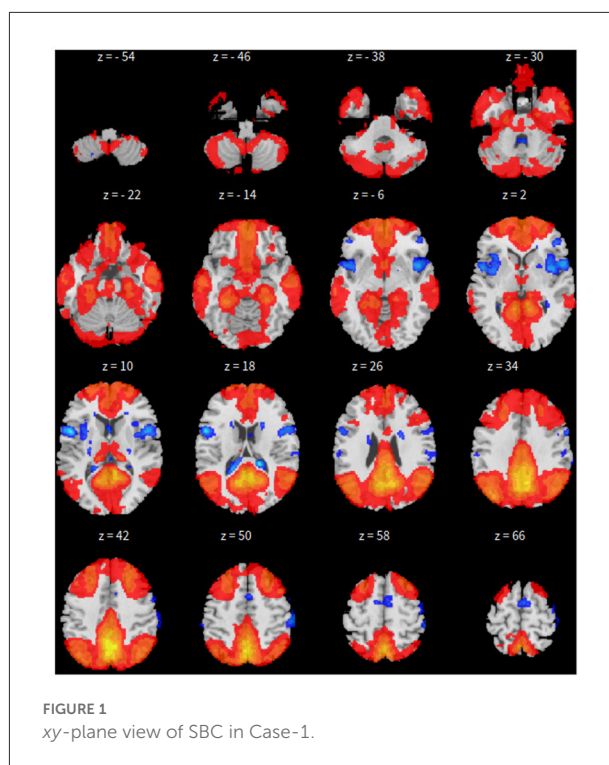 z = - 54 z = - 46 z = - 38 z = - 30
z = - 22 z = - 14 z = - 6 z = 2
z = 10 z = 18 z = 26 z = 34
z = 42 z = 50 z = 58 z = 66
FIGURE 1
xy-plane view of SBC in Case-1.